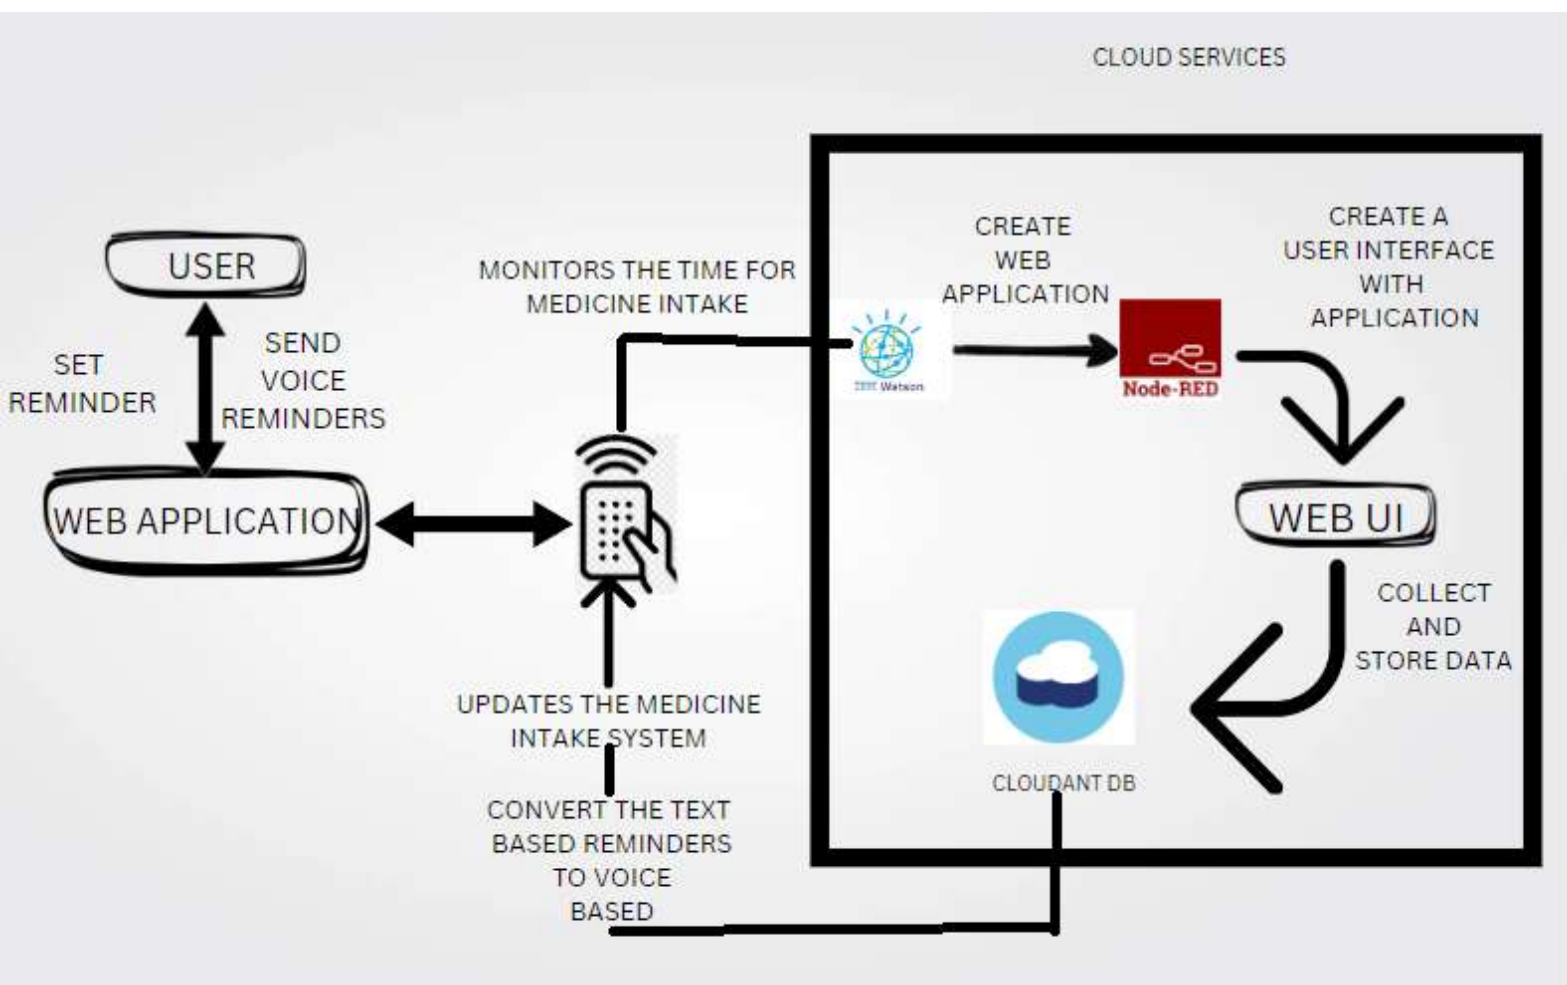 CLOUD SERVICES
USER
SET
REMINDER
SEND
VOICE
REMINDERS
WEB APPLICATION
MONITORS THE TIME FOR
MEDICINE INTAKE
UPDATES THE MEDICINE
INTAKE SYSTEM
CONVERT THE TEXT
BASED REMINDERS
TO VOICE
BASED
IBM Watson
CREATE
WEB
APPLICATION
Node-RED
CREATE A
USER INTERFACE
WITH
APPLICATION
WEB UI
COLLECT
AND
STORE DATA
CLOUDANT DB